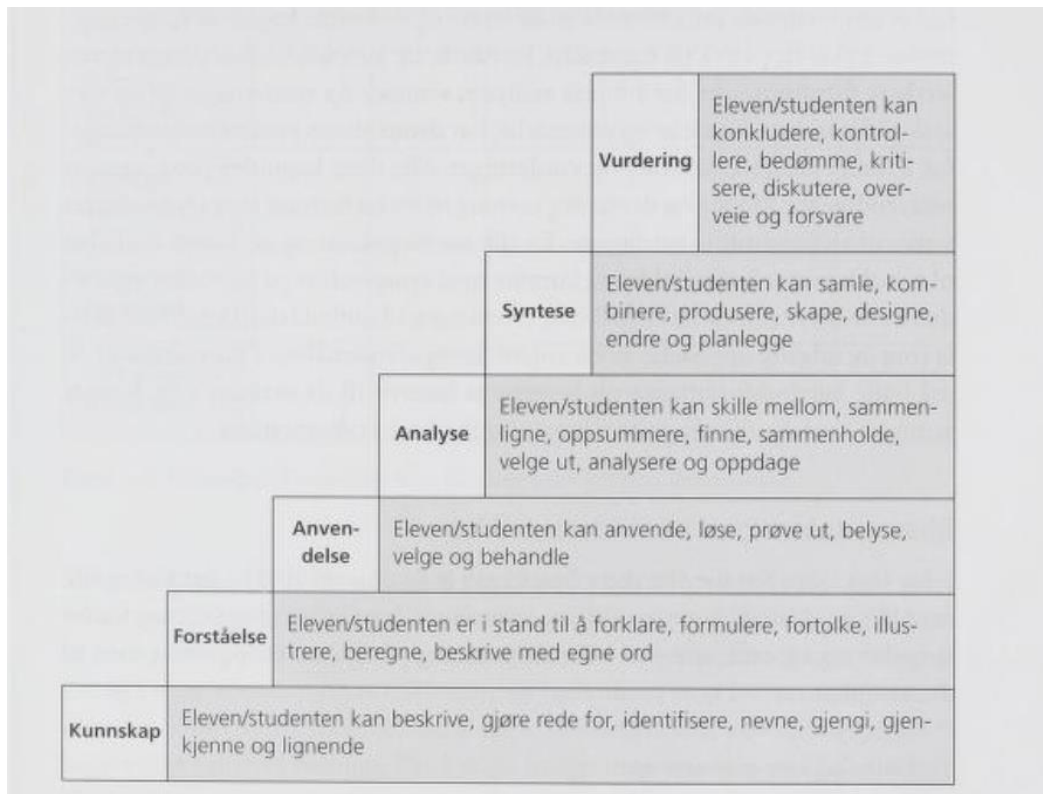 Vurdering
Eleven/studenten kan
konkludere, kontrol-
lere, bedømme, kriti-
sere, diskutere, over-
veie og forsvare
Syntese
Eleven/studenten kan samle, kom-
binere, produsere, skape, designe,
endre og planlegge
Analyse
Eleven/studenten kan skille mellom, sammen-
ligne, oppsummere, finne, sammenholde,
velge ut, analysere og oppdage
Anven-
delse
Eleven/studenten kan anvende, løse, prøve ut, belyse,
velge og behandle
Forståelse
Eleven/studenten er i stand til å forklare, formulere, fortolke, illus-
trere, beregne, beskrive med egne ord
Kunnskap
Eleven/studenten kan beskrive, gjøre rede for, identifisere, nevne, gjengi, gjen-
kjenne og lignende